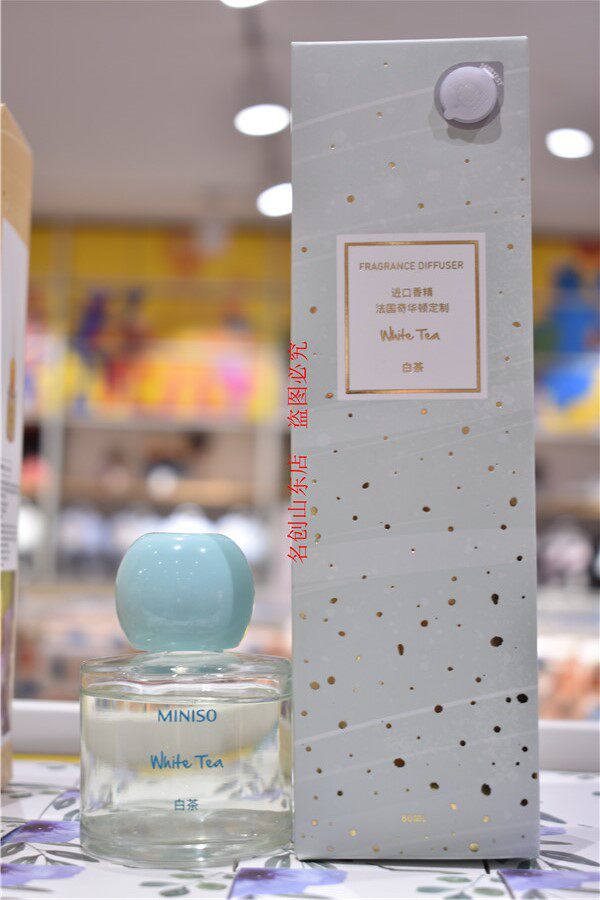 FRAGRANCE DIFFUSER
进口香精
法国奇华顿定制
White Tea
白茶
名创山东店 盗图必究
MINISO
White Tea
白茶
60mL